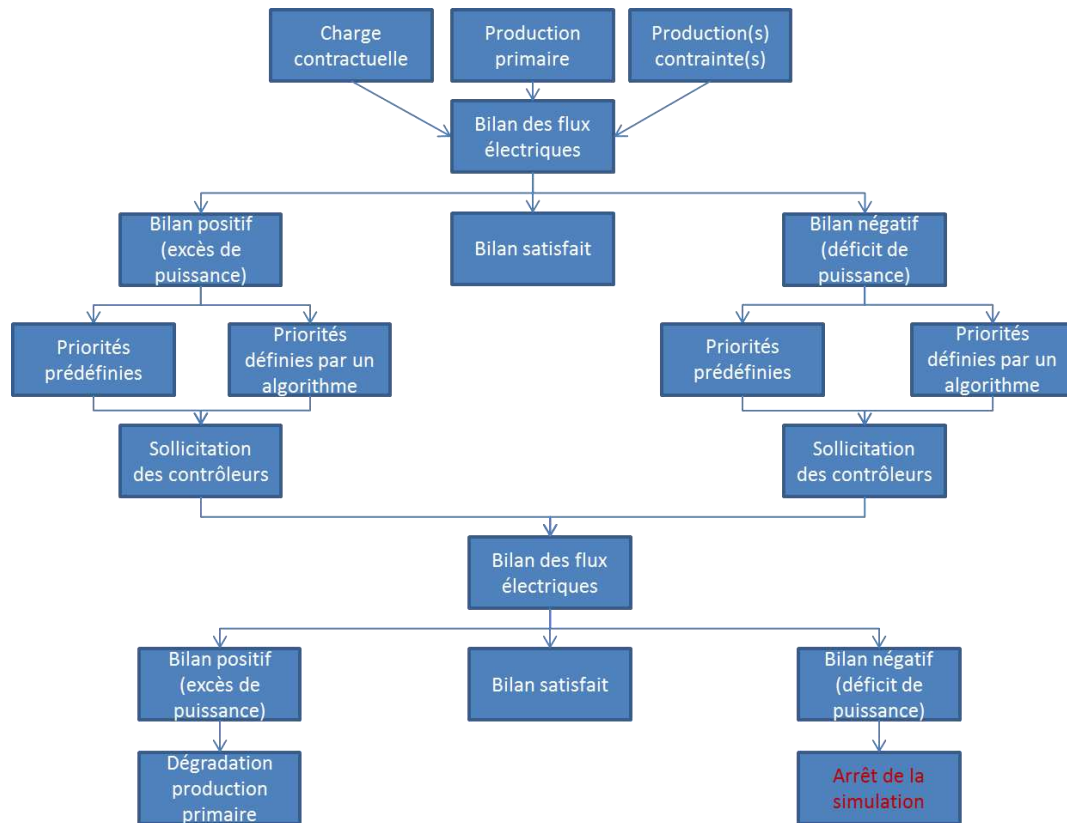 Charge
contractuelle
Production
primaire
Production(s)
contrainte(s)
Bilan des flux
électriques
Bilan positif
(excès de
puissance)
Bilan satisfait
Bilan négatif
(déficit de
puissance)
Priorités
prédéfinies
Priorités
définies par un
algorithme
Priorités
prédéfinies
Priorités
définies par un
algorithme
Sollicitation
des contrôleurs
Sollicitation
des contrôleurs
Bilan des flux
électriques
Bilan positif
(excès de
puissance)
Bilan satisfait
Bilan négatif
(déficit de
puissance)
Dégradation
production
primaire
Arrêt de la
simulation